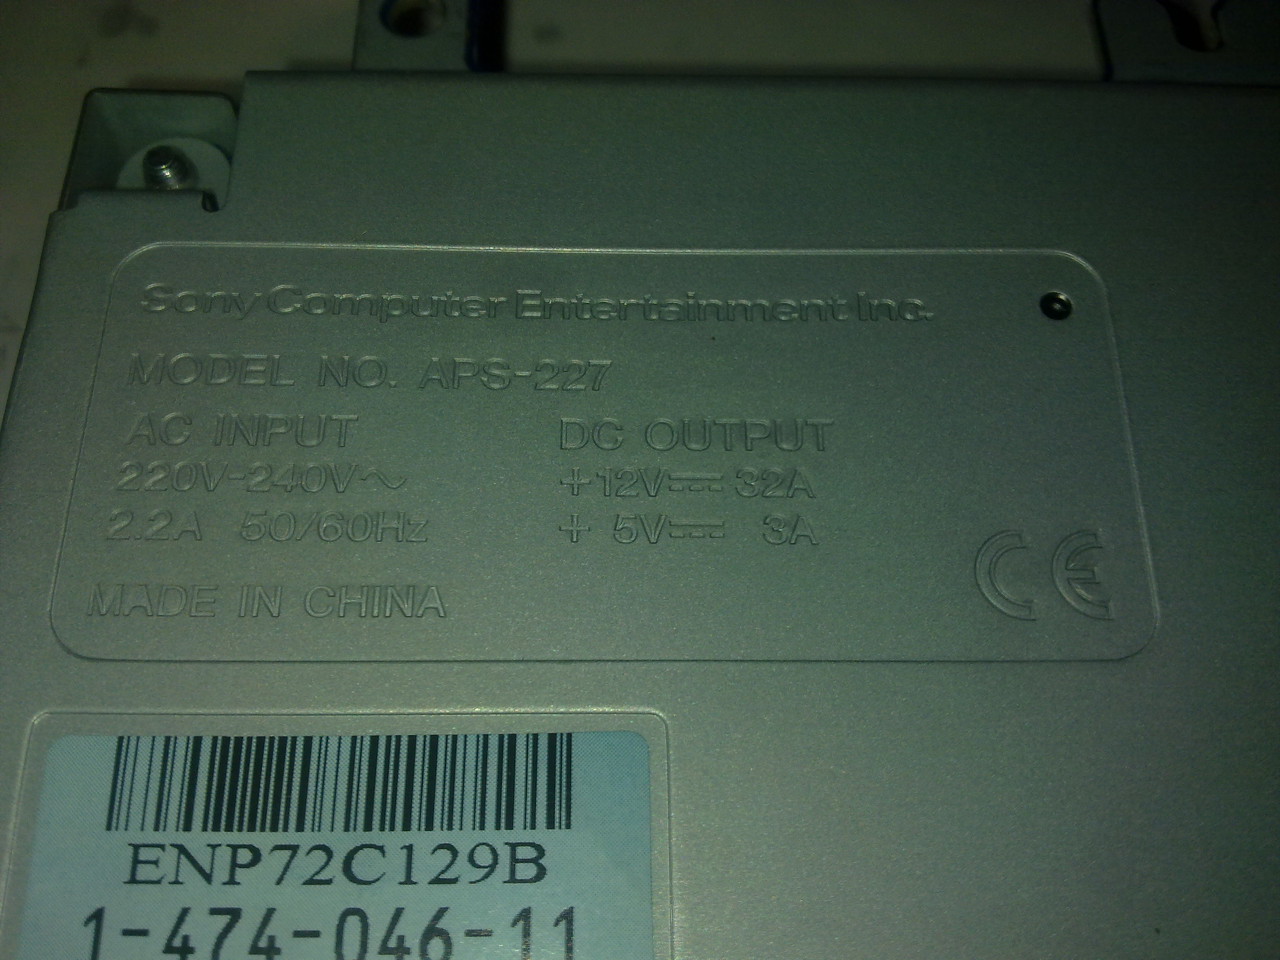 Sony Computer Entertainment Inc.
MODEL NO. APS-227
AC INPUT DC OUTPUT
220V-240V~ +12V⎓ 32A
2.2A 50/60Hz + 5V⎓ 3A
CE
MADE IN CHINA
ENP72C129B
1-474-046-11